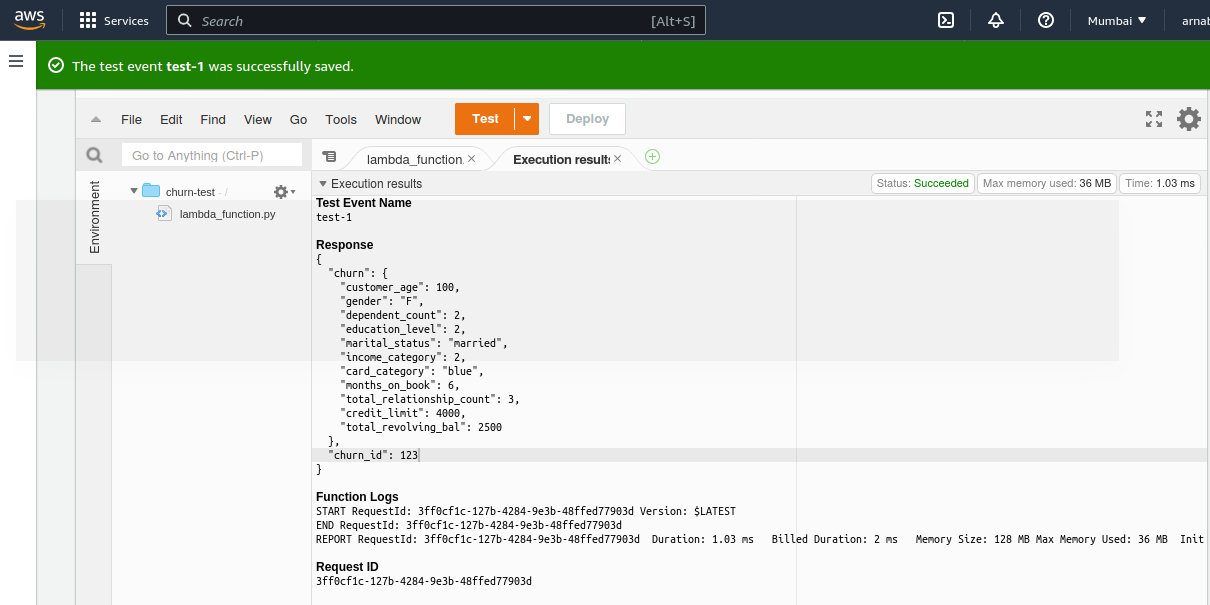 aws Services Search [Alt+S] Mumbai ▼ arnab
The test event test-1 was successfully saved.
File Edit Find View Go Tools Window Test Deploy
Go to Anything (Ctrl-P) lambda_function. × Execution results ×
Environment
churn-test - /
lambda_function.py
Execution results Status: Succeeded Max memory used: 36 MB Time: 1.03 ms
Test Event Name
test-1
Response
{
  "churn": {
    "customer_age": 100,
    "gender": "F",
    "dependent_count": 2,
    "education_level": 2,
    "marital_status": "married",
    "income_category": 2,
    "card_category": "blue",
    "months_on_book": 6,
    "total_relationship_count": 3,
    "credit_limit": 4000,
    "total_revolving_bal": 2500
  },
  "churn_id": 123
}
Function Logs
START RequestId: 3ff0cf1c-127b-4284-9e3b-48ffed77903d Version: $LATEST
END RequestId: 3ff0cf1c-127b-4284-9e3b-48ffed77903d
REPORT RequestId: 3ff0cf1c-127b-4284-9e3b-48ffed77903d  Duration: 1.03 ms   Billed Duration: 2 ms   Memory Size: 128 MB Max Memory Used: 36 MB  Init
Request ID
3ff0cf1c-127b-4284-9e3b-48ffed77903d